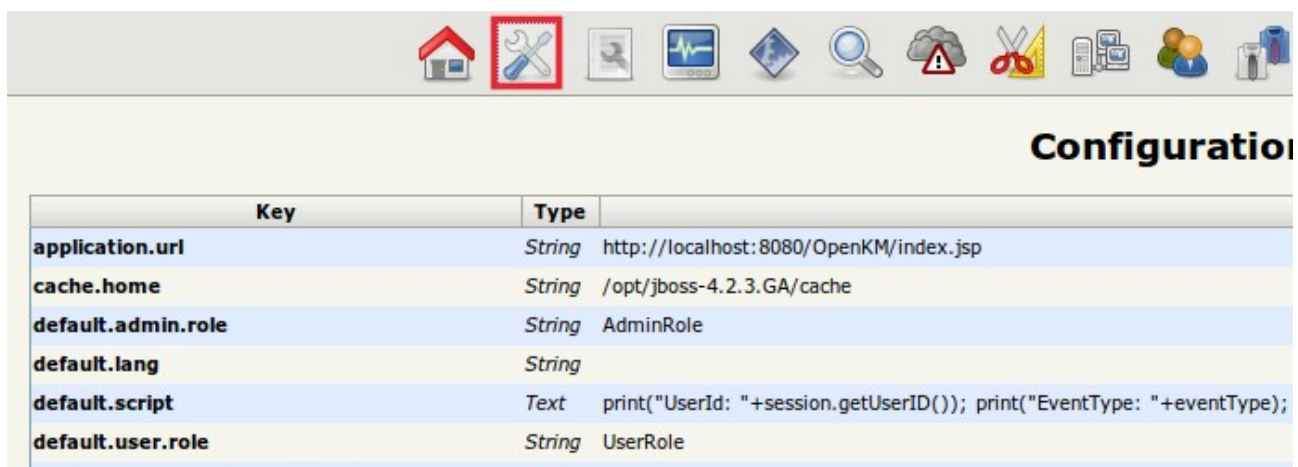 Configuration
Key Type
application.url String http://localhost:8080/OpenKM/index.jsp
cache.home String /opt/jboss-4.2.3.GA/cache
default.admin.role String AdminRole
default.lang String
default.script Text print("UserId: "+session.getUserID()); print("EventType: "+eventType);
default.user.role String UserRole